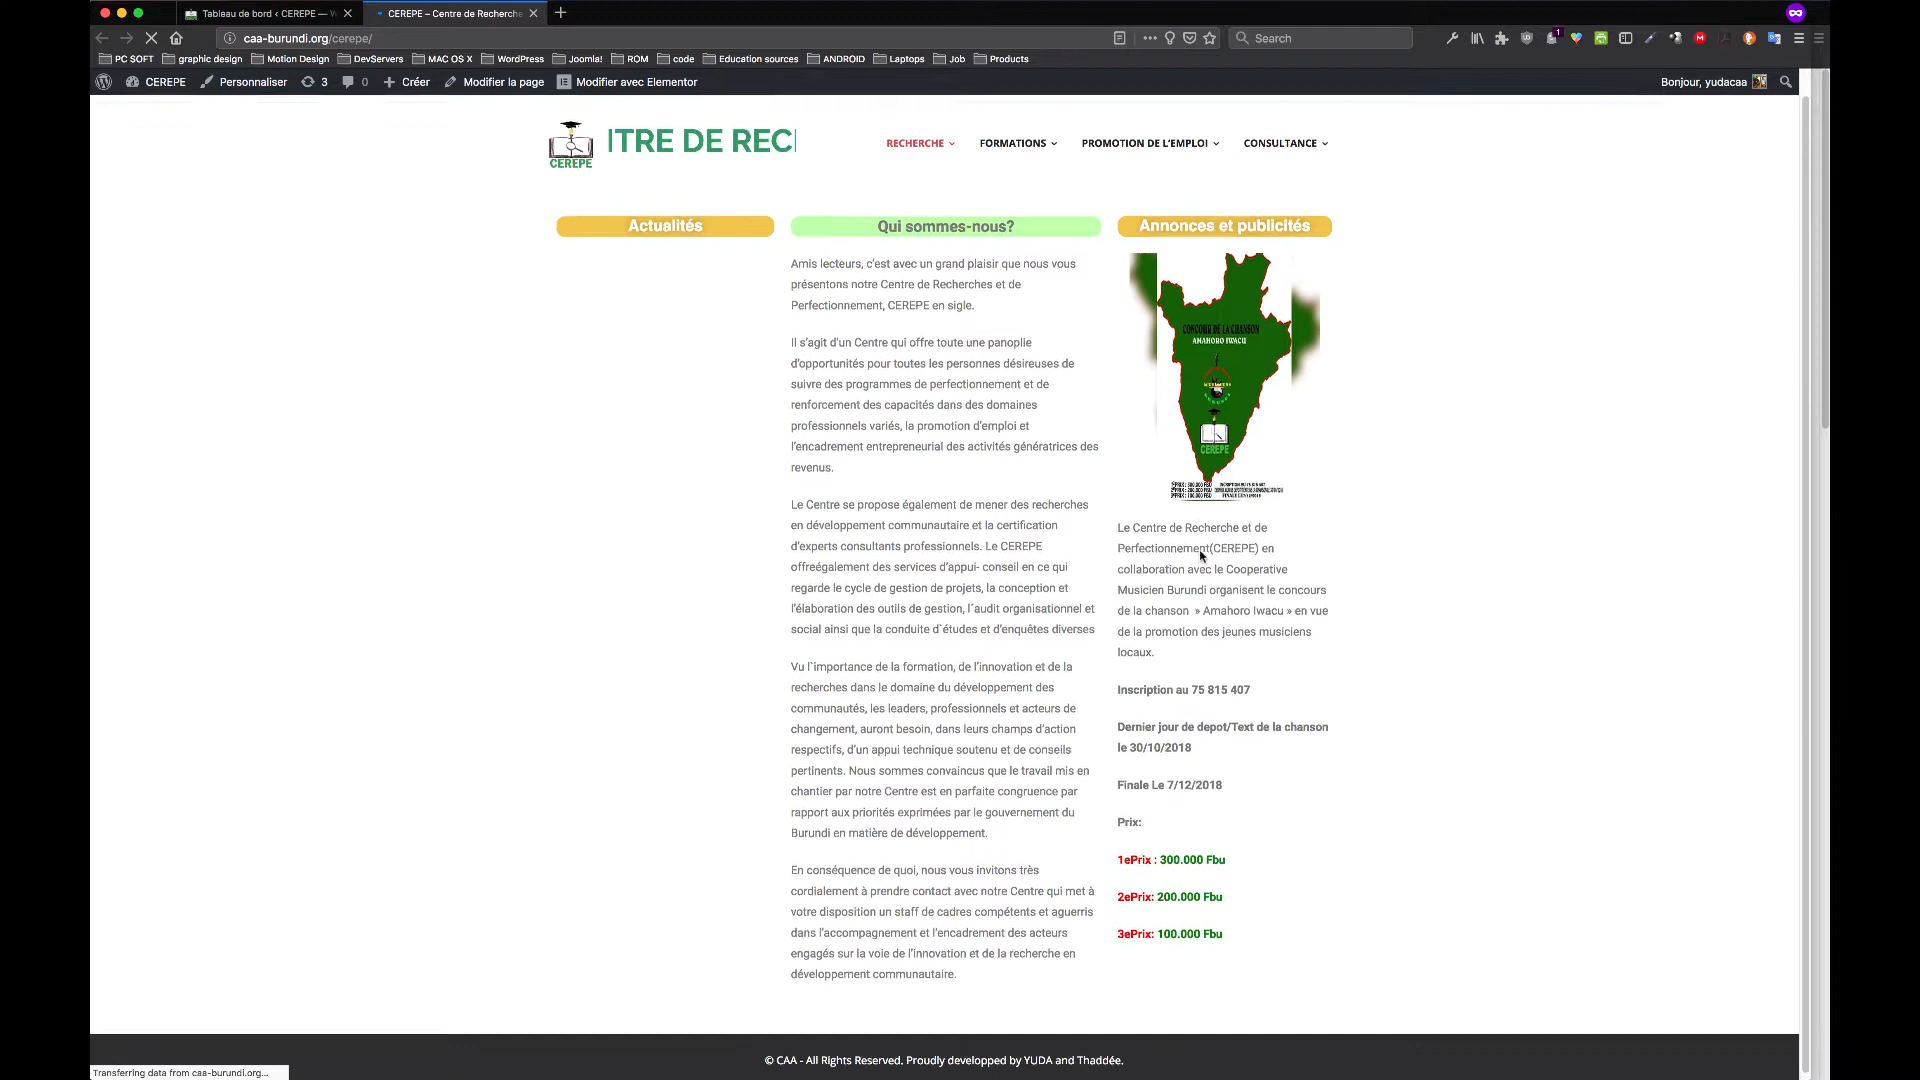 Tableau de bord ‹ CEREPE — W
CEREPE – Centre de Recherche
caa-burundi.org/cerepe/
Search
1
PC SOFT
graphic design
Motion Design
DevServers
MAC OS X
WordPress
Joomla!
ROM
code
Education sources
ANDROID
Laptops
Job
Products
CEREPE
Personnaliser
3
0
Créer
Modifier la page
Modifier avec Elementor
Bonjour, yudacaa
CEREPE
ITRE DE RECI
RECHERCHE
FORMATIONS
PROMOTION DE L'EMPLOI
CONSULTANCE
Actualités
Qui sommes-nous?
Amis lecteurs, c'est avec un grand plaisir que nous vous
présentons notre Centre de Recherches et de
Perfectionnement, CEREPE en sigle.
Il s'agit d'un Centre qui offre toute une panoplie
d'opportunités pour toutes les personnes désireuses de
suivre des programmes de perfectionnement et de
renforcement des capacités dans des domaines
professionnels variés, la promotion d'emploi et
l'encadrement entrepreneurial des activités génératrices des
revenus.
Le Centre se propose également de mener des recherches
en développement communautaire et la certification
d'experts consultants professionnels. Le CEREPE
offreégalement des services d'appui- conseil en ce qui
regarde le cycle de gestion de projets, la conception et
l'élaboration des outils de gestion, l´audit organisationnel et
social ainsi que la conduite d`études et d'enquêtes diverses
Vu l`importance de la formation, de l'innovation et de la
recherches dans le domaine du développement des
communautés, les leaders, professionnels et acteurs de
changement, auront besoin, dans leurs champs d'action
respectifs, d'un appui technique soutenu et de conseils
pertinents. Nous sommes convaincus que le travail mis en
chantier par notre Centre est en parfaite congruence par
rapport aux priorités exprimées par le gouvernement du
Burundi en matière de développement.
En conséquence de quoi, nous vous invitons très
cordialement à prendre contact avec notre Centre qui met à
votre disposition un staff de cadres compétents et aguerris
dans l'accompagnement et l'encadrement des acteurs
engagés sur la voie de l'innovation et de la recherche en
développement communautaire.
Annonces et publicités
CONCOUR DE LA CHANSON
AMAHORO IWACU
CEREPE
Le Centre de Recherche et de
Perfectionnement(CEREPE) en
collaboration avec le Cooperative
Musicien Burundi organisent le concours
de la chanson » Amahoro Iwacu » en vue
de la promotion des jeunes musiciens
locaux.
Inscription au 75 815 407
Dernier jour de depot/Text de la chanson
le 30/10/2018
Finale Le 7/12/2018
Prix:
1ePrix : 300.000 Fbu
2ePrix: 200.000 Fbu
3ePrix: 100.000 Fbu
© CAA - All Rights Reserved. Proudly developped by YUDA and Thaddée.
Transferring data from caa-burundi.org...